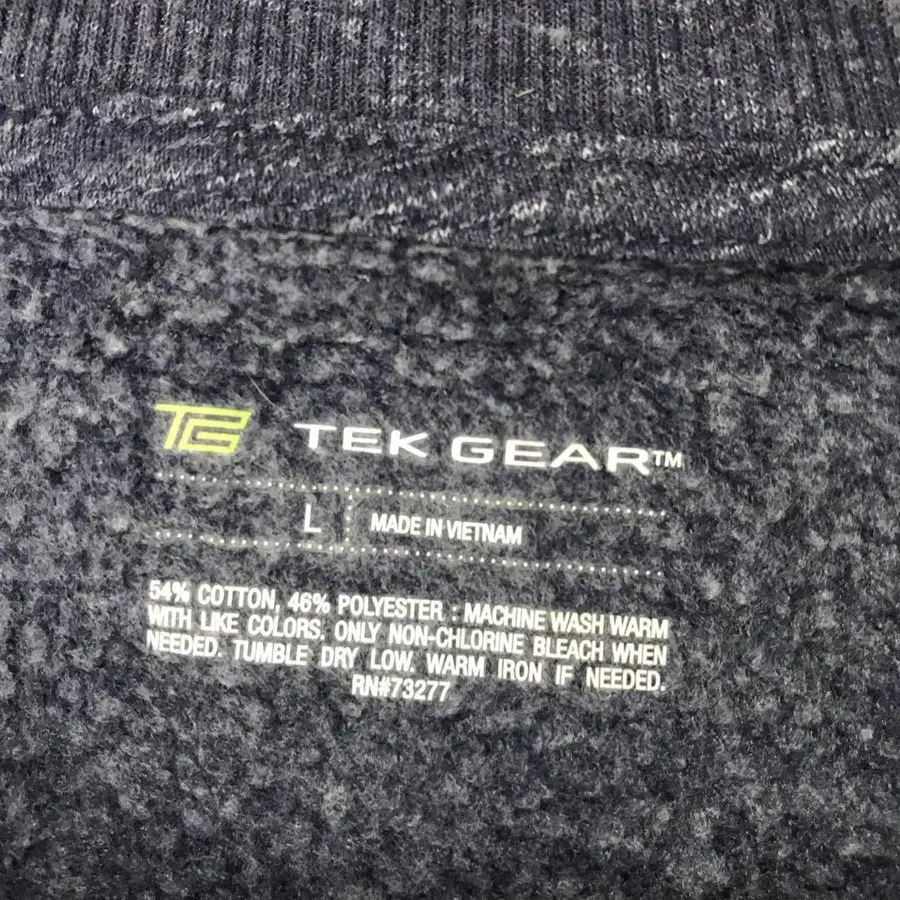 TG TEK GEAR™
L MADE IN VIETNAM
54% COTTON, 46% POLYESTER : MACHINE WASH WARM
WITH LIKE COLORS. ONLY NON-CHLORINE BLEACH WHEN
NEEDED. TUMBLE DRY LOW. WARM IRON IF NEEDED.
RN#73277